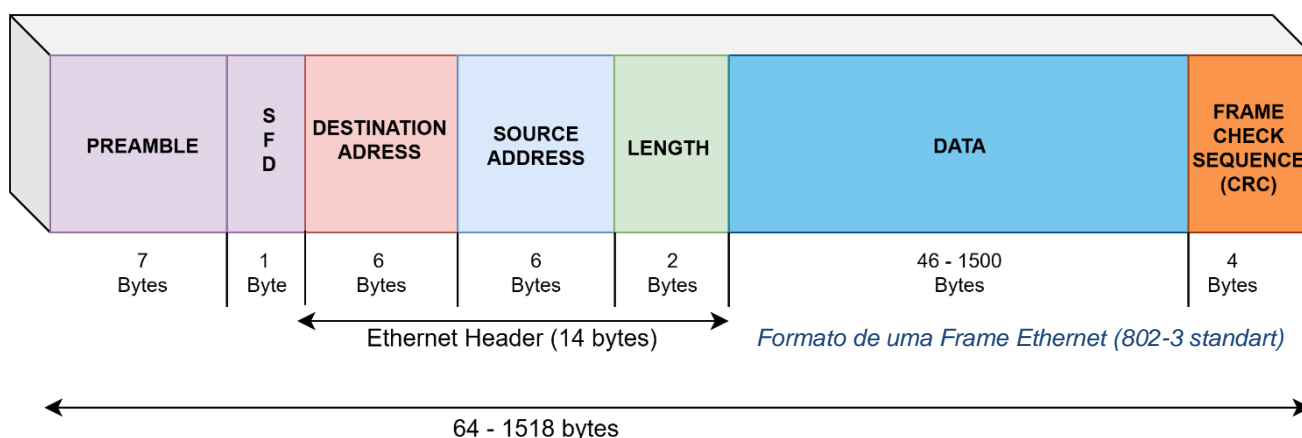 PREAMBLE
S
F
D
DESTINATION
ADRESS
SOURCE
ADDRESS
LENGTH
DATA
FRAME
CHECK
SEQUENCE
(CRC)
7
Bytes
1
Byte
6
Bytes
6
Bytes
2
Bytes
46 - 1500
Bytes
4
Bytes
Ethernet Header (14 bytes)
Formato de uma Frame Ethernet (802-3 standart)
64 - 1518 bytes